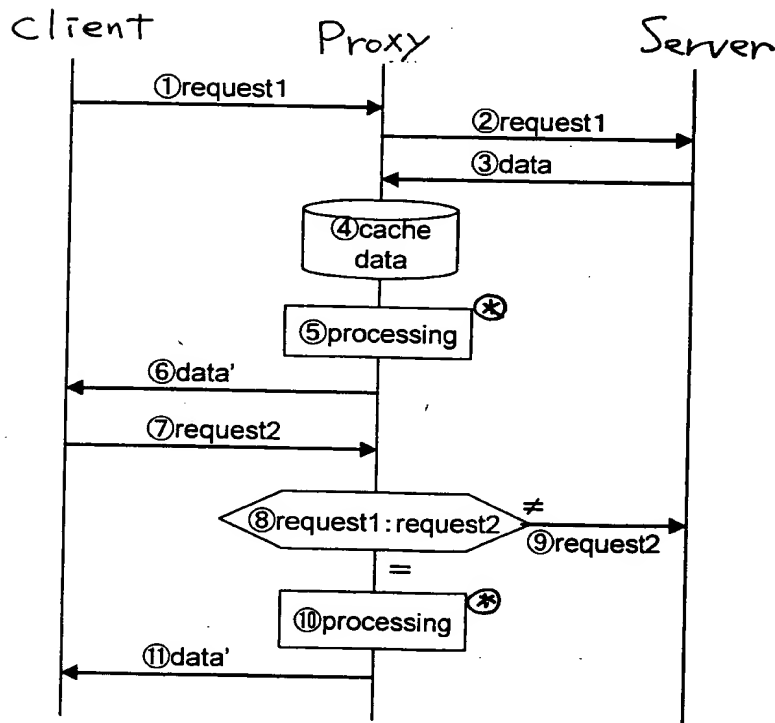 Client
Proxy
Server
①request1
②request1
③data
④cache
data
⑤processing
*
⑥data'
⑦request2
⑧request1:request2
≠
⑨request2
=
⑩processing
*
⑪data'